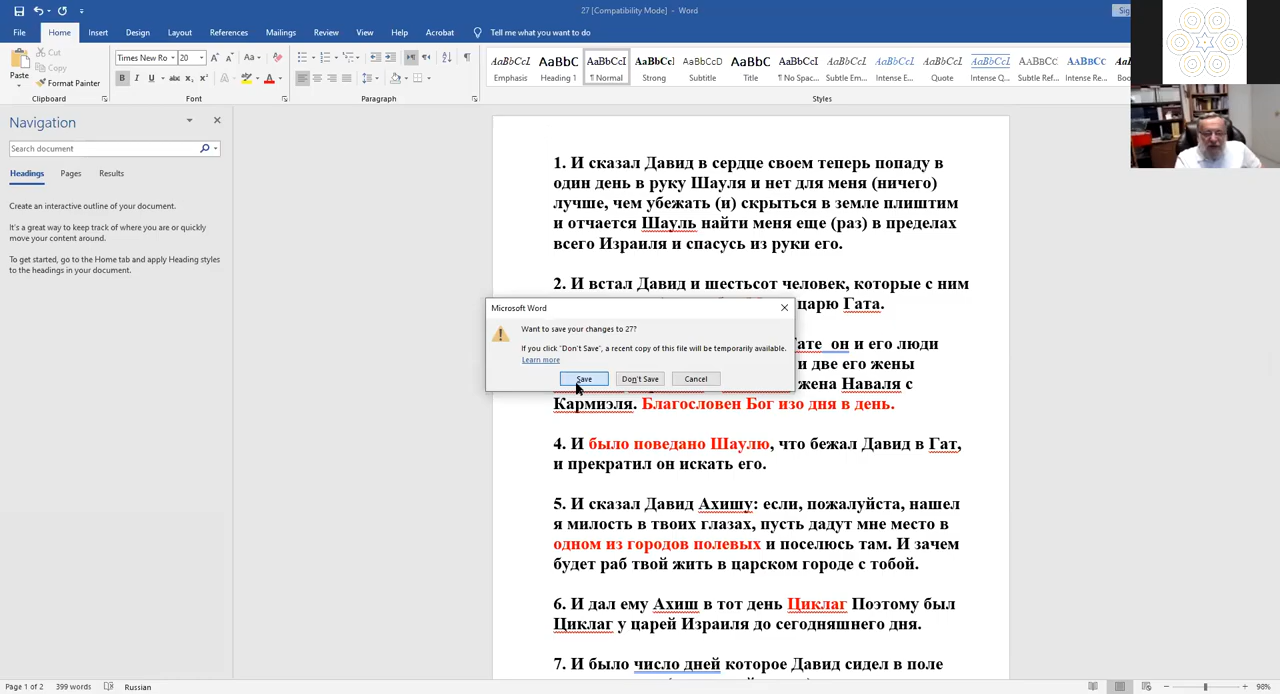 27 [Compatibility Mode] - Word
File Home Insert Design Layout References Mailings Review View Help Acrobat Tell me what you want to do
Paste
Cut
Copy
Format Painter
Clipboard
Times New Ro 20
Font
Paragraph
AaBbCcI AaBbC AaBbCcI AaBbCcl AaBbCcD AaBbC AaBbCcI AaBbCcI AaBbCcI AaBbCcI AaBbCcI AaBbCc AaBbCc
Emphasis Heading 1 ¶ Normal Strong Subtitle Title ¶ No Spac... Subtle Em... Intense E... Quote Intense Q... Subtle Ref... Intense Re...
Styles
Navigation
Search document
Headings Pages Results
Create an interactive outline of your document.
It's a great way to keep track of where you are or quickly
move your content around.
To get started, go to the Home tab and apply Heading styles
to the headings in your document.
1. И сказал Давид в сердце своем теперь попаду в
один день в руку Шауля и нет для меня (ничего)
лучше, чем убежать (и) скрыться в земле плиштим
и отчается Шауль найти меня еще (раз) в пределах
всего Израиля и спасусь из руки его.
2. И встал Давид и шестьсот человек, которые с ним
царю Гата.
Гате он и его люди
и две его жены
жена Наваля с
Кармиэля. Благословен Бог изо дня в день.
4. И было поведано Шаулю, что бежал Давид в Гат,
и прекратил он искать его.
5. И сказал Давид Ахишу: если, пожалуйста, нашел
я милость в твоих глазах, пусть дадут мне место в
одном из городов полевых и поселюсь там. И зачем
будет раб твой жить в царском городе с тобой.
6. И дал ему Ахиш в тот день Циклаг Поэтому был
Циклаг у царей Израиля до сегодняшнего дня.
7. И было число дней которое Давид сидел в поле
Microsoft Word
Want to save your changes to 27?
If you click "Don't Save", a recent copy of this file will be temporarily available.
Learn more
Save Don't Save Cancel
Page 1 of 2 399 words Russian
98%